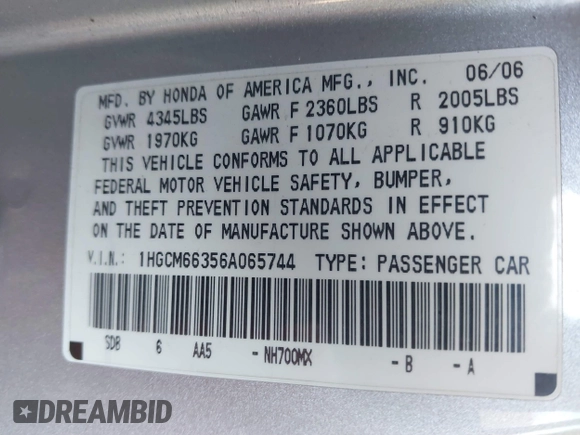 MFD. BY HONDA OF AMERICA MFG., INC. 06/06
GVWR 4345LBS GAWR F 2360LBS R 2005LBS
GVWR 1970KG GAWR F 1070KG R 910KG
THIS VEHICLE CONFORMS TO ALL APPLICABLE
FEDERAL MOTOR VEHICLE SAFETY, BUMPER,
AND THEFT PREVENTION STANDARDS IN EFFECT
ON THE DATE OF MANUFACTURE SHOWN ABOVE.
V.I.N.: 1HGCM66356A065744 TYPE: PASSENGER CAR
SDB 6 AA5 -NH700MX -B -A
DREAMBID